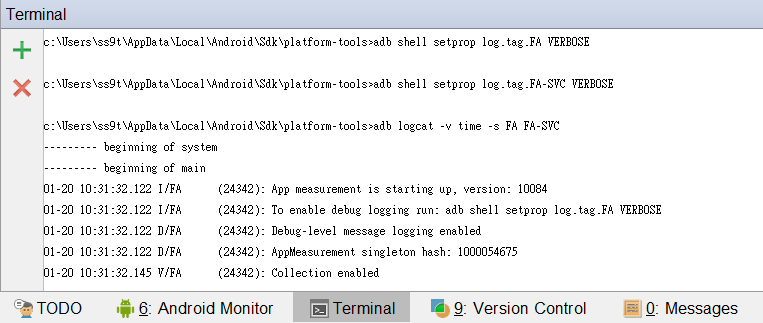 Terminal
c:\Users\ss9t\AppData\Local\Android\Sdk\platform-tools>adb shell setprop log.tag.FA VERBOSE
c:\Users\ss9t\AppData\Local\Android\Sdk\platform-tools>adb shell setprop log.tag.FA-SVC VERBOSE
c:\Users\ss9t\AppData\Local\Android\Sdk\platform-tools>adb logcat -v time -s FA FA-SVC
--------- beginning of system
--------- beginning of main
01-20 10:31:32.122 I/FA      (24342): App measurement is starting up, version: 10084
01-20 10:31:32.122 I/FA      (24342): To enable debug logging run: adb shell setprop log.tag.FA VERBOSE
01-20 10:31:32.122 D/FA      (24342): Debug-level message logging enabled
01-20 10:31:32.122 D/FA      (24342): AppMeasurement singleton hash: 1000054675
01-20 10:31:32.145 V/FA      (24342): Collection enabled
TODO 6: Android Monitor Terminal 9: Version Control 0: Messages